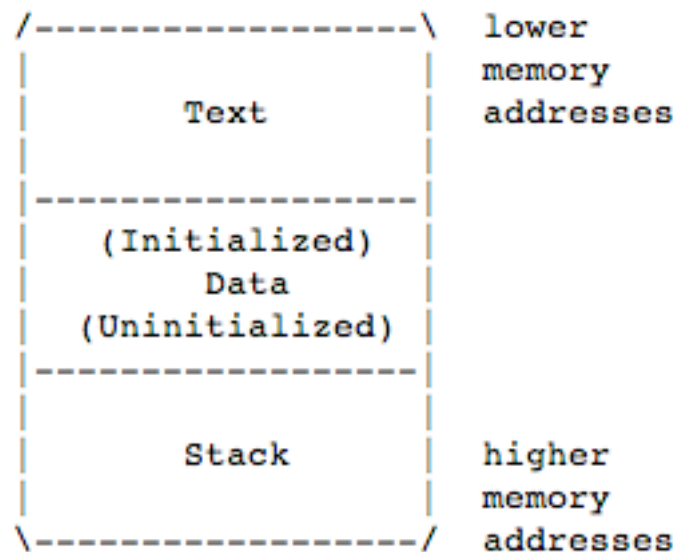 /------------------\ lower
| | memory
| Text | addresses
| |
|------------------|
| (Initialized) |
| Data |
| (Uninitialized) |
|------------------|
| |
| Stack | higher
| | memory
\------------------/ addresses